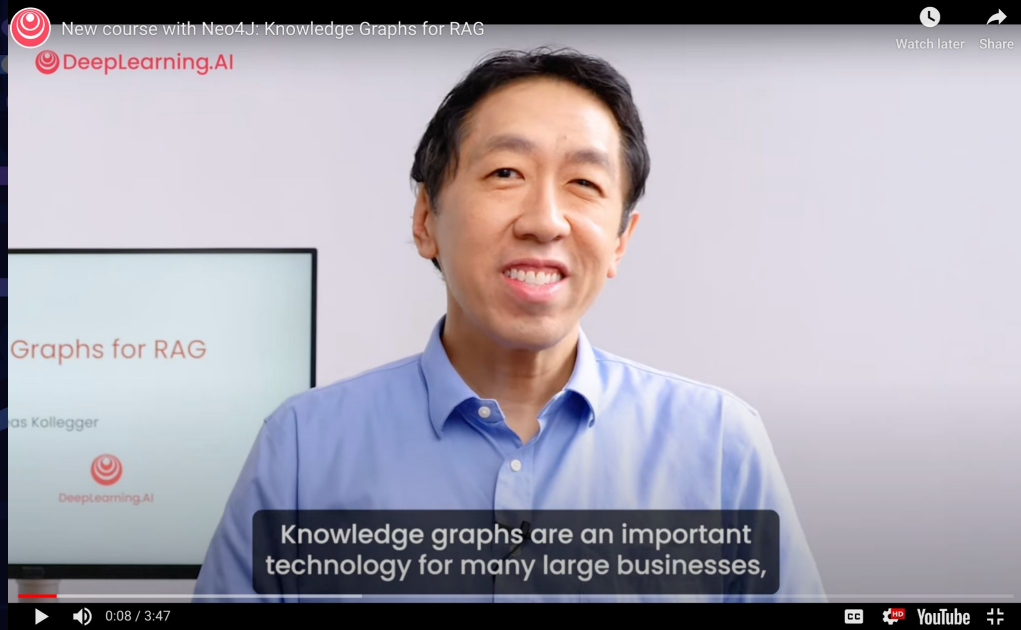 New course with Neo4J: Knowledge Graphs for RAG
Watch later
Share
DeepLearning.AI
Graphs for RAG
as Kollegger
DeepLearning.AI
Knowledge graphs are an important
technology for many large businesses,
0:08 / 3:47
CC
HD
YouTube